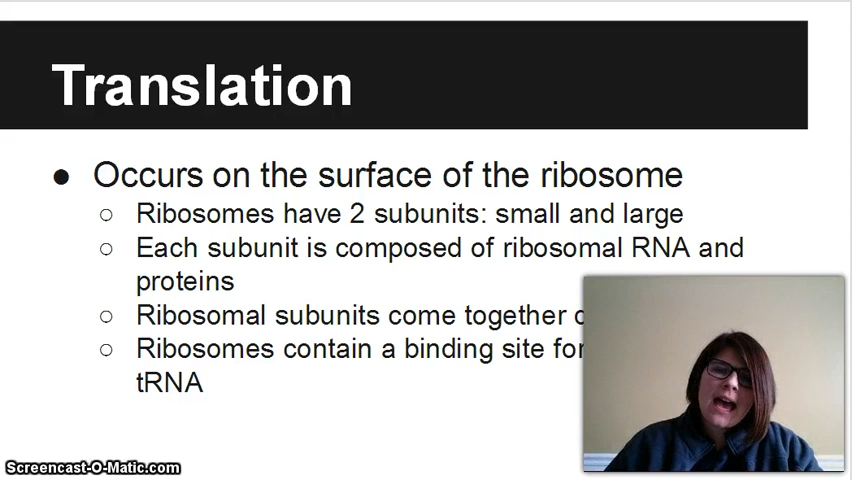 Translation
● Occurs on the surface of the ribosome
○ Ribosomes have 2 subunits: small and large
○ Each subunit is composed of ribosomal RNA and
proteins
○ Ribosomal subunits come together
○ Ribosomes contain a binding site for
tRNA
Screencast-O-Matic.com